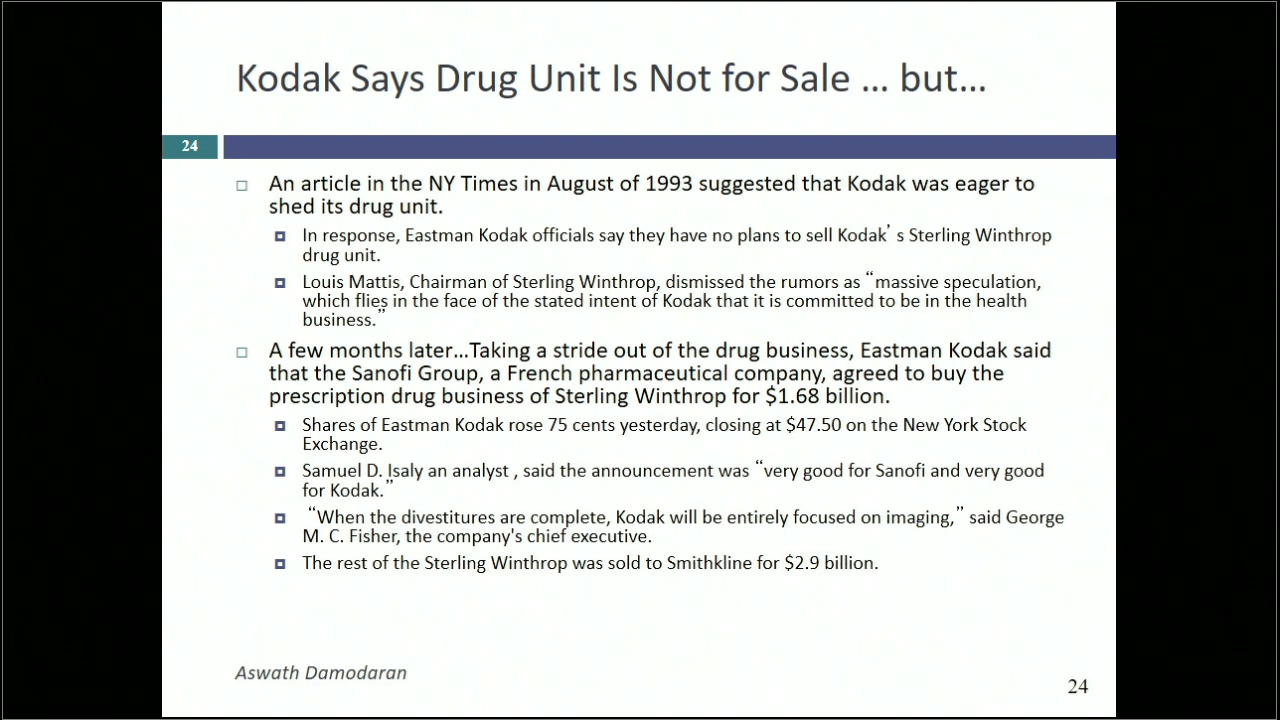 Kodak Says Drug Unit Is Not for Sale … but…
24
An article in the NY Times in August of 1993 suggested that Kodak was eager to
shed its drug unit.
In response, Eastman Kodak officials say they have no plans to sell Kodak’ s Sterling Winthrop
drug unit.
Louis Mattis, Chairman of Sterling Winthrop, dismissed the rumors as “massive speculation,
which flies in the face of the stated intent of Kodak that it is committed to be in the health
business.”
A few months later…Taking a stride out of the drug business, Eastman Kodak said
that the Sanofi Group, a French pharmaceutical company, agreed to buy the
prescription drug business of Sterling Winthrop for $1.68 billion.
Shares of Eastman Kodak rose 75 cents yesterday, closing at $47.50 on the New York Stock
Exchange.
Samuel D. Isaly an analyst , said the announcement was “very good for Sanofi and very good
for Kodak.”
“When the divestitures are complete, Kodak will be entirely focused on imaging,” said George
M. C. Fisher, the company's chief executive.
The rest of the Sterling Winthrop was sold to Smithkline for $2.9 billion.
Aswath Damodaran
24